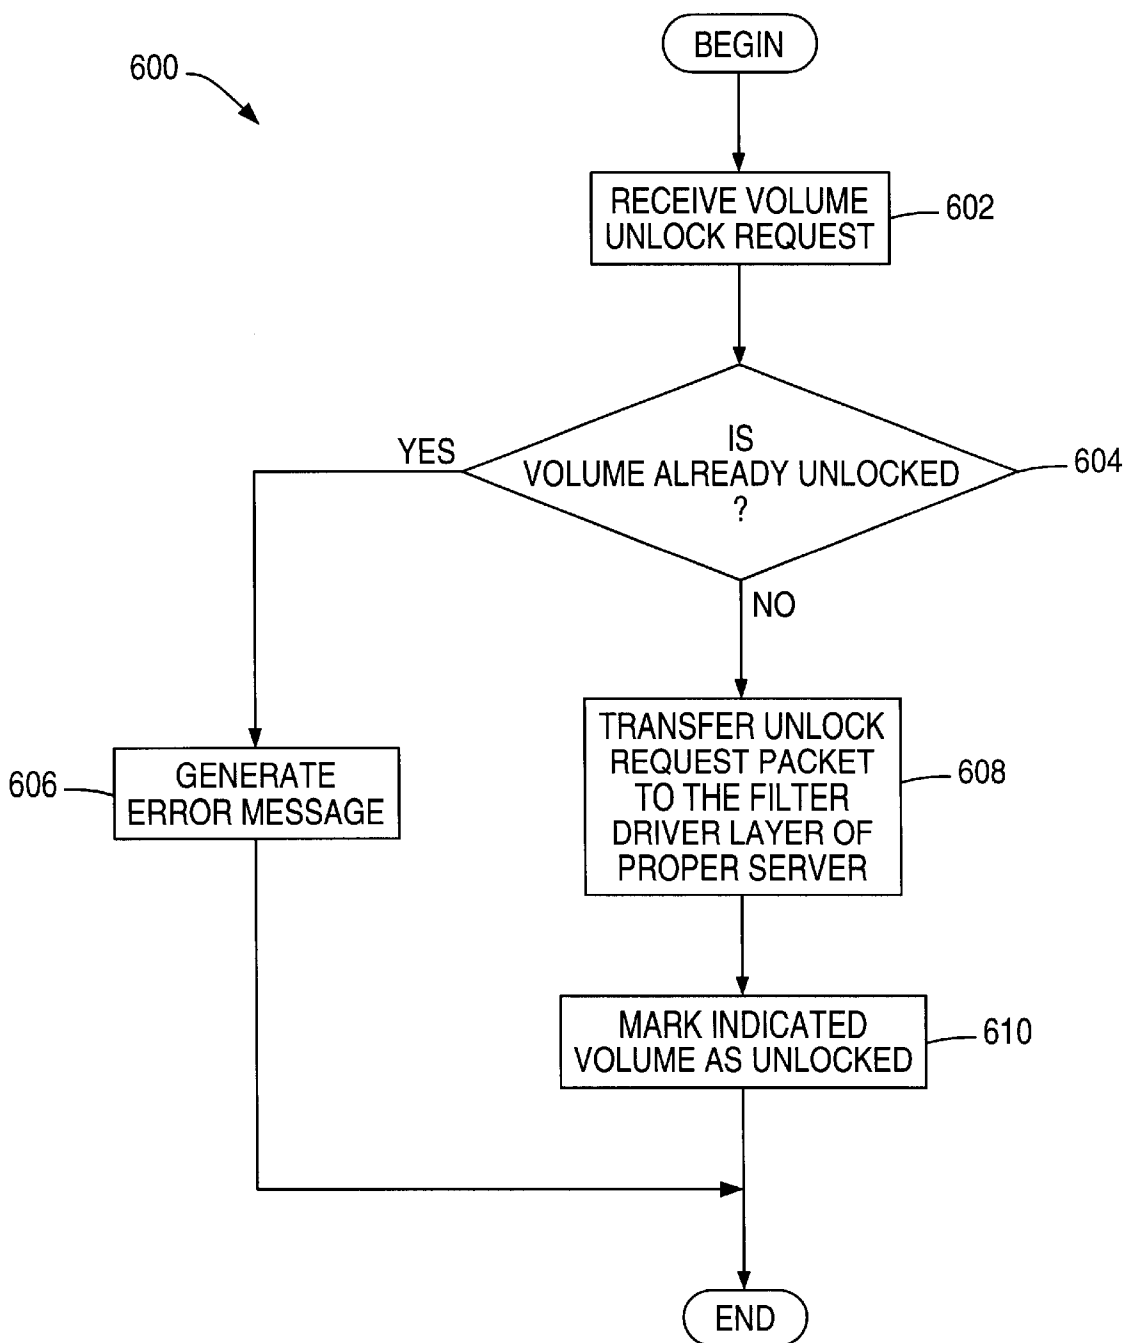 BEGIN
600
RECEIVE VOLUME
UNLOCK REQUEST
602
IS
VOLUME ALREADY UNLOCKED
?
604
YES
NO
GENERATE
ERROR MESSAGE
606
TRANSFER UNLOCK
REQUEST PACKET
TO THE FILTER
DRIVER LAYER OF
PROPER SERVER
608
MARK INDICATED
VOLUME AS UNLOCKED
610
END